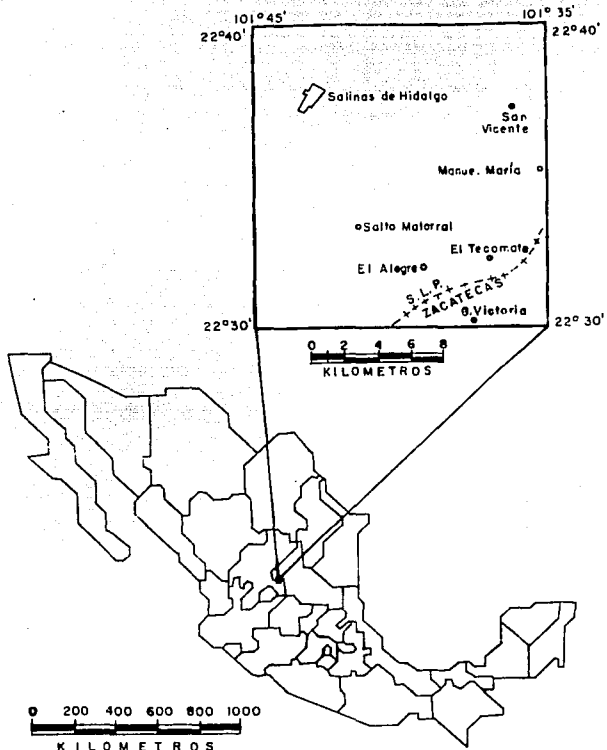 101° 45'
101° 35'
22° 40'
22° 40'
Salinas de Hidalgo
San
Vicente
Manue. María
Salto Matorral
El Tecomate
El Alegre
S.L.P.
ZACATECAS
G. Victoria
22° 30'
22° 30'
0 2 4 6 8
KILOMETROS
0 200 400 600 800 1000
KILOMETROS